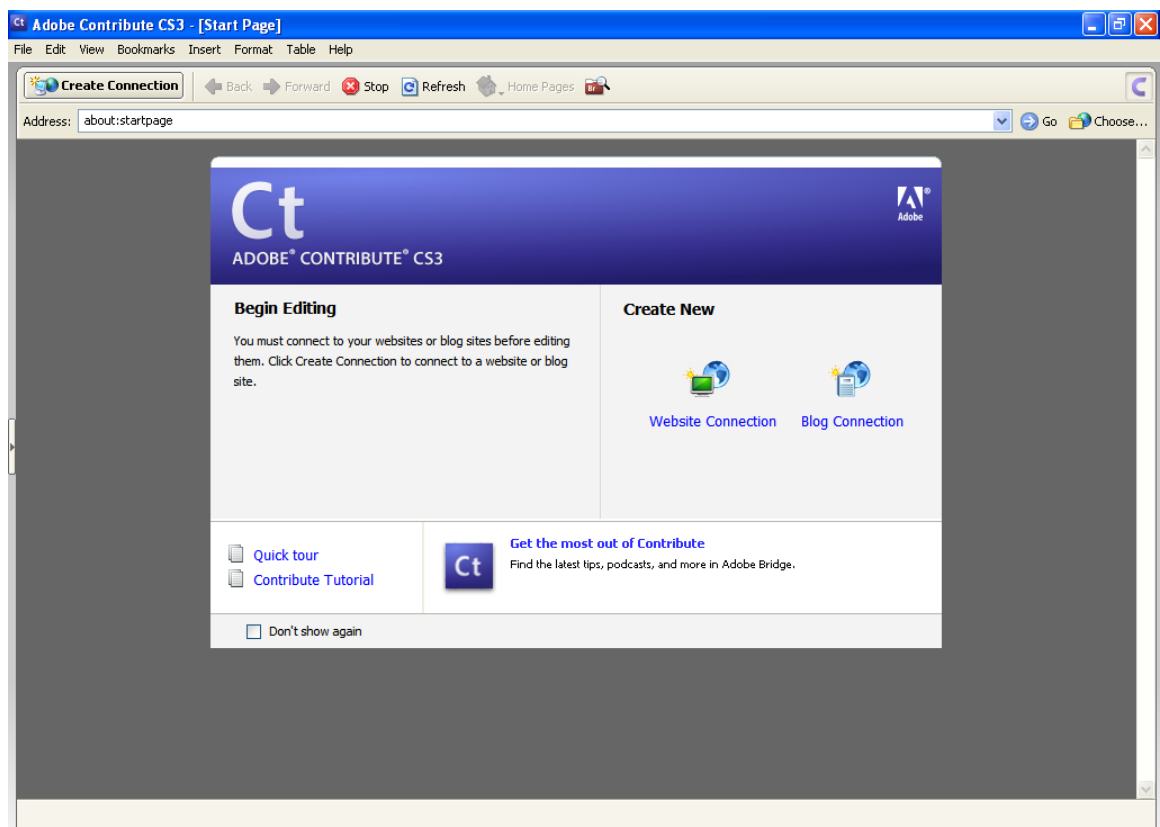 Ct Adobe Contribute CS3 - [Start Page]
File Edit View Bookmarks Insert Format Table Help
Create Connection Back Forward Stop Refresh Home Pages Br
Address: about:startpage Go Choose...
Ct
Adobe
ADOBE® CONTRIBUTE® CS3
Begin Editing
You must connect to your websites or blog sites before editing
them. Click Create Connection to connect to a website or blog
site.
Create New
Website Connection Blog Connection
Quick tour
Contribute Tutorial
Ct
Get the most out of Contribute
Find the latest tips, podcasts, and more in Adobe Bridge.
Don't show again